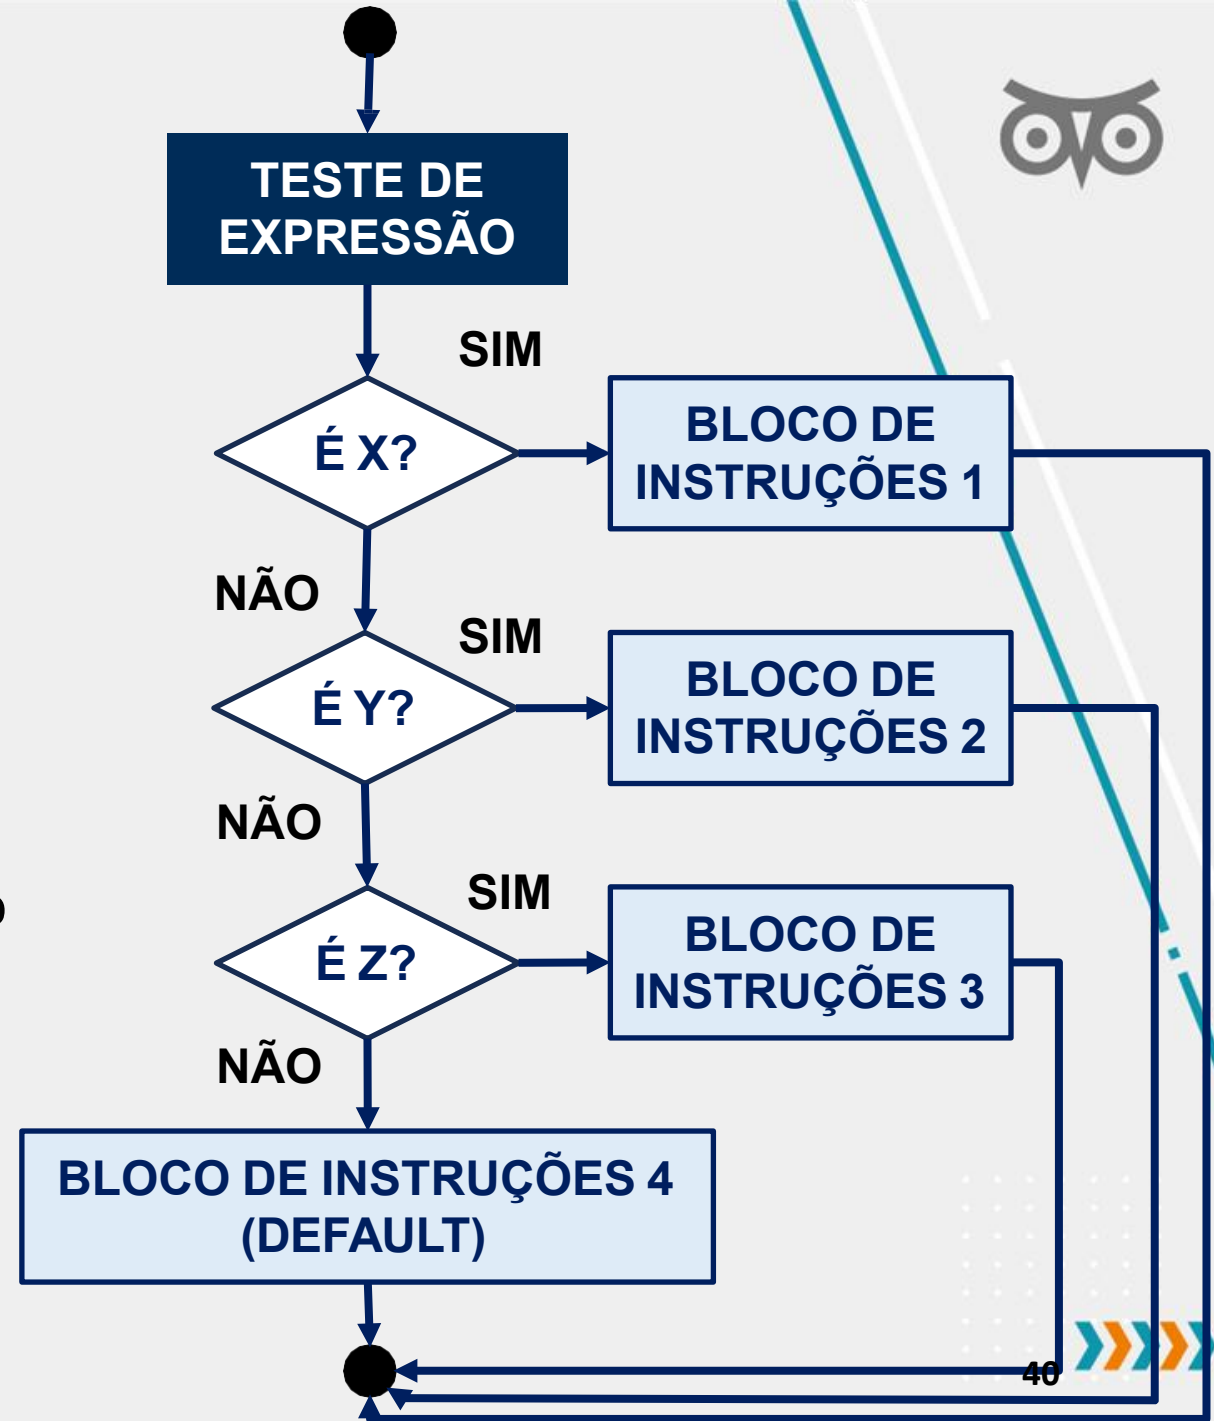 TESTE DE
EXPRESSÃO
SIM
É X?
BLOCO DE
INSTRUÇÕES 1
NÃO
SIM
É Y?
BLOCO DE
INSTRUÇÕES 2
NÃO
SIM
É Z?
BLOCO DE
INSTRUÇÕES 3
NÃO
BLOCO DE INSTRUÇÕES 4
(DEFAULT)
40